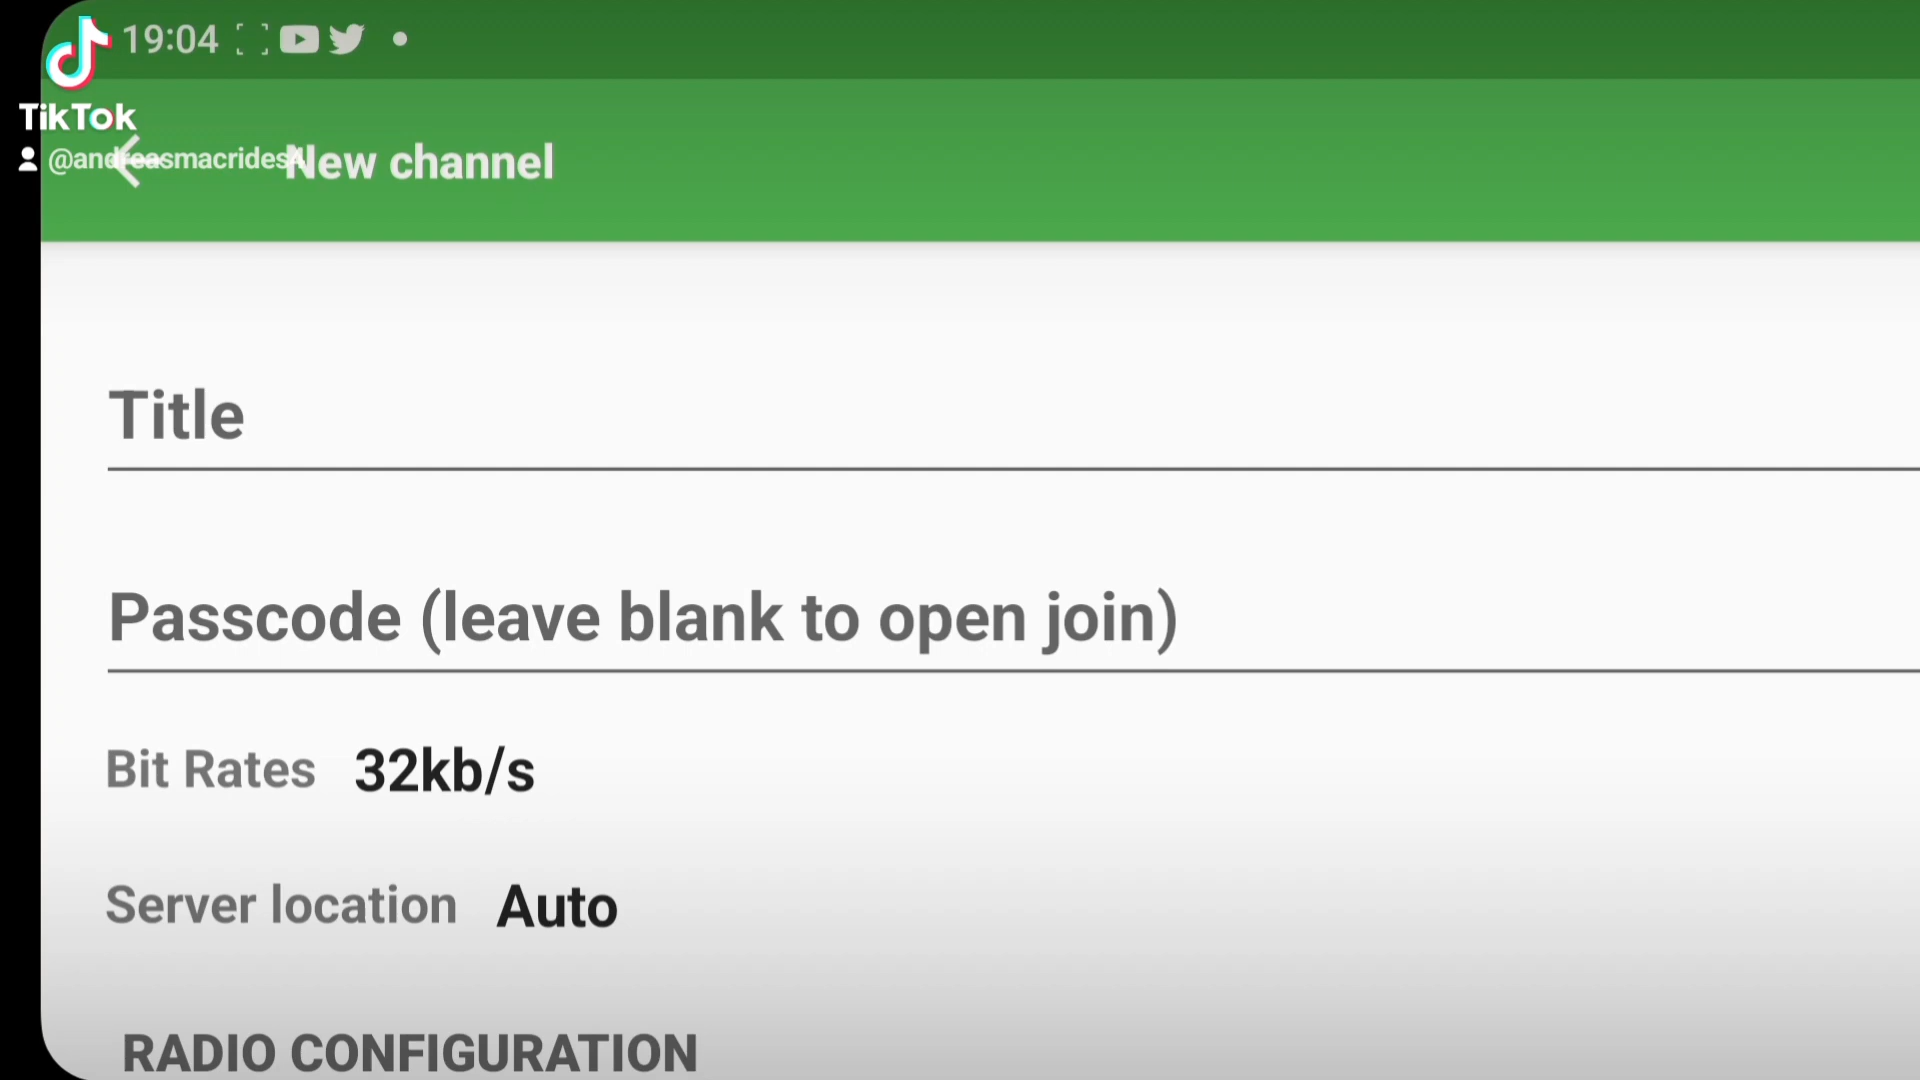 19:04
TikTok
@andreasmacrides
New channel
Title
Passcode (leave blank to open join)
Bit Rates 32kb/s
Server location Auto
RADIO CONFIGURATION